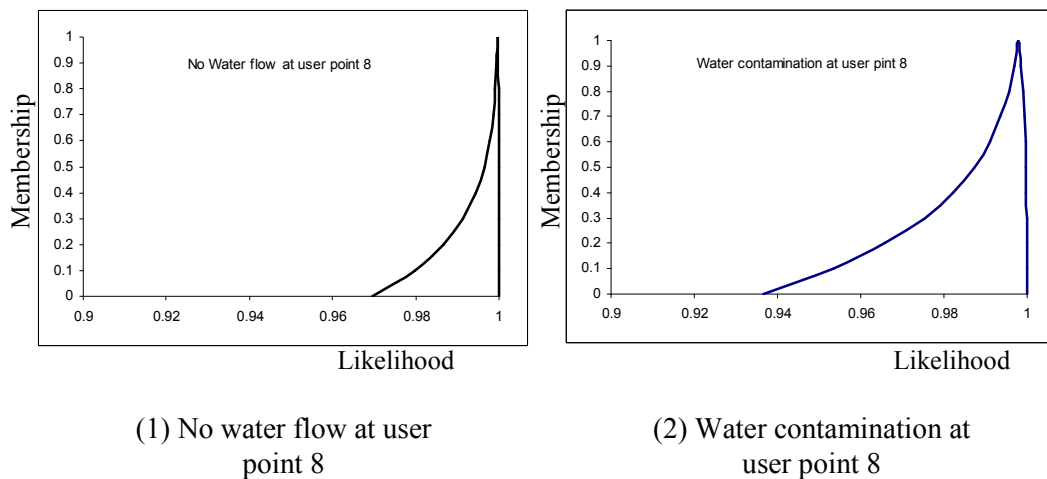 1
0.9
0.8
0.7
0.6
0.5
0.4
0.3
0.2
0.1
0
No Water flow at user point 8
0.9 0.92 0.94 0.96 0.98 1
Membership
Likelihood
1
0.9
0.8
0.7
0.6
0.5
0.4
0.3
0.2
0.1
0
Water contamination at user pint 8
0.9 0.92 0.94 0.96 0.98 1
Membership
Likelihood
(1) No water flow at user
point 8
(2) Water contamination at
user point 8